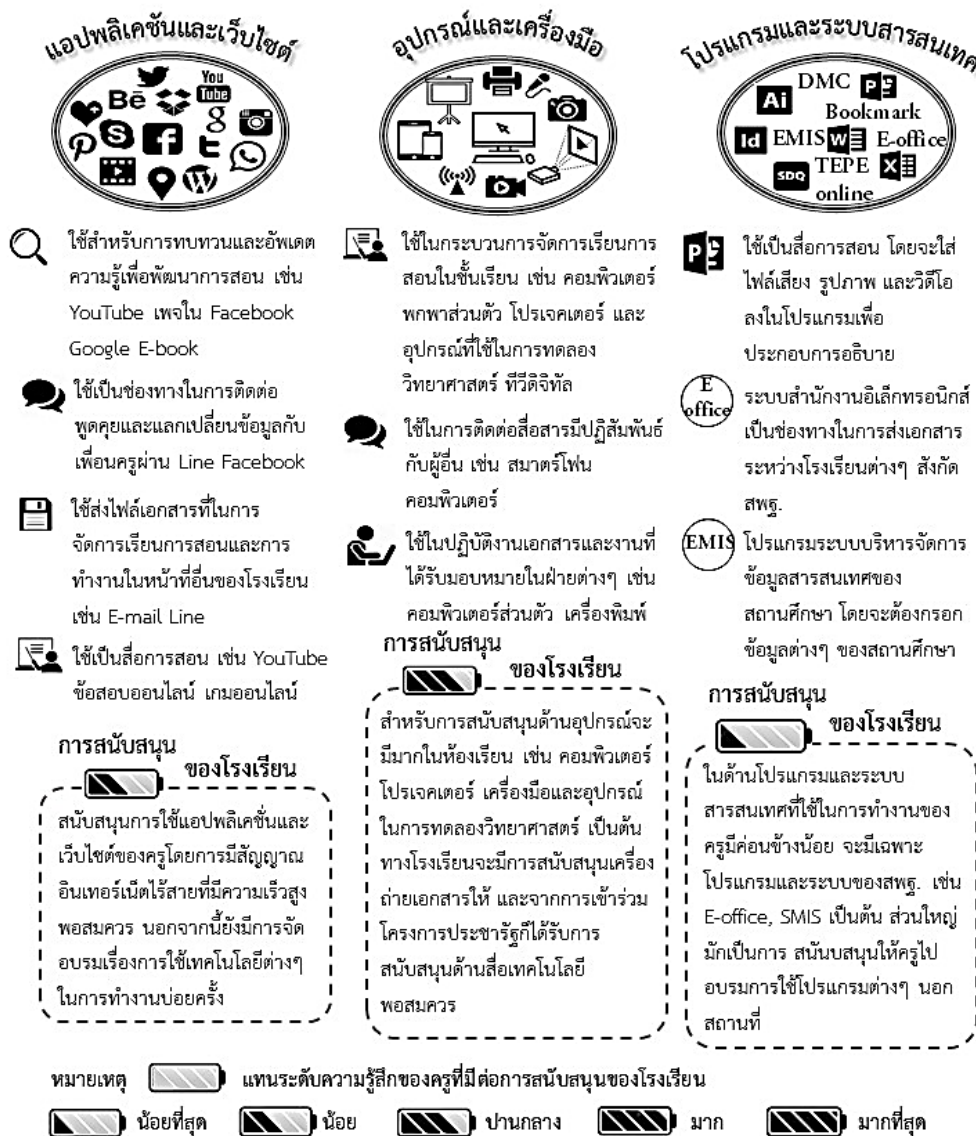 แอปพลิเคชันและเว็บไซต์
You
Tube
Bē
g
ใช้สำหรับการทบทวนและอัพเดต
ความรู้เพื่อพัฒนาการสอน เช่น
YouTube เพจใน Facebook
Google E-book
ใช้เป็นช่องทางในการติดต่อ
พูดคุยและแลกเปลี่ยนข้อมูลกับ
เพื่อนครูผ่าน Line Facebook
ใช้ส่งไฟล์เอกสารที่ในการ
จัดการเรียนการสอนและการ
ทำงานในหน้าที่อื่นของโรงเรียน
เช่น E-mail Line
ใช้เป็นสื่อการสอน เช่น YouTube
ข้อสอบออนไลน์ เกมออนไลน์
การสนับสนุน
ของโรงเรียน
สนับสนุนการใช้แอปพลิเคชั่นและ
เว็บไซต์ของครูโดยการมีสัญญาณ
อินเทอร์เน็ตไร้สายที่มีความเร็วสูง
พอสมควร นอกจากนี้ยังมีการจัด
อบรมเรื่องการใช้เทคโนโลยีต่างๆ
ในการทำงานบ่อยครั้ง
อุปกรณ์และเครื่องมือ
ใช้ในกระบวนการจัดการเรียนการ
สอนในชั้นเรียน เช่น คอมพิวเตอร์
พกพาส่วนตัว โปรเจคเตอร์ และ
อุปกรณ์ที่ใช้ในการทดลอง
วิทยาศาสตร์ ทีวีดิจิทัล
ใช้ในการติดต่อสื่อสารมีปฏิสัมพันธ์
กับผู้อื่น เช่น สมาตร์โฟน
คอมพิวเตอร์
ใช้ในปฏิบัติงานเอกสารและงานที่
ได้รับมอบหมายในฝ่ายต่างๆ เช่น
คอมพิวเตอร์ส่วนตัว เครื่องพิมพ์
การสนับสนุน
ของโรงเรียน
สำหรับการสนับสนุนด้านอุปกรณ์จะ
มีมากในห้องเรียน เช่น คอมพิวเตอร์
โปรเจคเตอร์ เครื่องมือและอุปกรณ์
ในการทดลองวิทยาศาสตร์ เป็นต้น
ทางโรงเรียนจะมีการสนับสนุนเครื่อง
ถ่ายเอกสารให้ และจากการเข้าร่วม
โครงการประชารัฐก็ได้รับการ
สนับสนุนด้านสื่อเทคโนโลยี
พอสมควร
โปรแกรมและระบบสารสนเทศ
Ai DMC P
Bookmark
Id EMIS W E-office
SDQ TEPE X
online
P ใช้เป็นสื่อการสอน โดยจะใส่
ไฟล์เสียง รูปภาพ และวิดีโอ
ลงในโปรแกรมเพื่อ
ประกอบการอธิบาย
E
office
ระบบสำนักงานอิเล็กทรอนิกส์
เป็นช่องทางในการส่งเอกสาร
ระหว่างโรงเรียนต่างๆ สังกัด
สพฐ.
EMIS โปรแกรมระบบบริหารจัดการ
ข้อมูลสารสนเทศของ
สถานศึกษา โดยจะต้องกรอก
ข้อมูลต่างๆ ของสถานศึกษา
การสนับสนุน
ของโรงเรียน
ในด้านโปรแกรมและระบบ
สารสนเทศที่ใช้ในการทำงานของ
ครูมีค่อนข้างน้อย จะมีเฉพาะ
โปรแกรมและระบบของสพฐ. เช่น
E-office, SMIS เป็นต้น ส่วนใหญ่
มักเป็นการ สนันบสนุนให้ครูไป
อบรมการใช้โปรแกรมต่างๆ นอก
สถานที่
หมายเหตุ แทนระดับความรู้สึกของครูที่มีต่อการสนับสนุนของโรงเรียน
น้อยที่สุด น้อย ปานกลาง มาก มากที่สุด